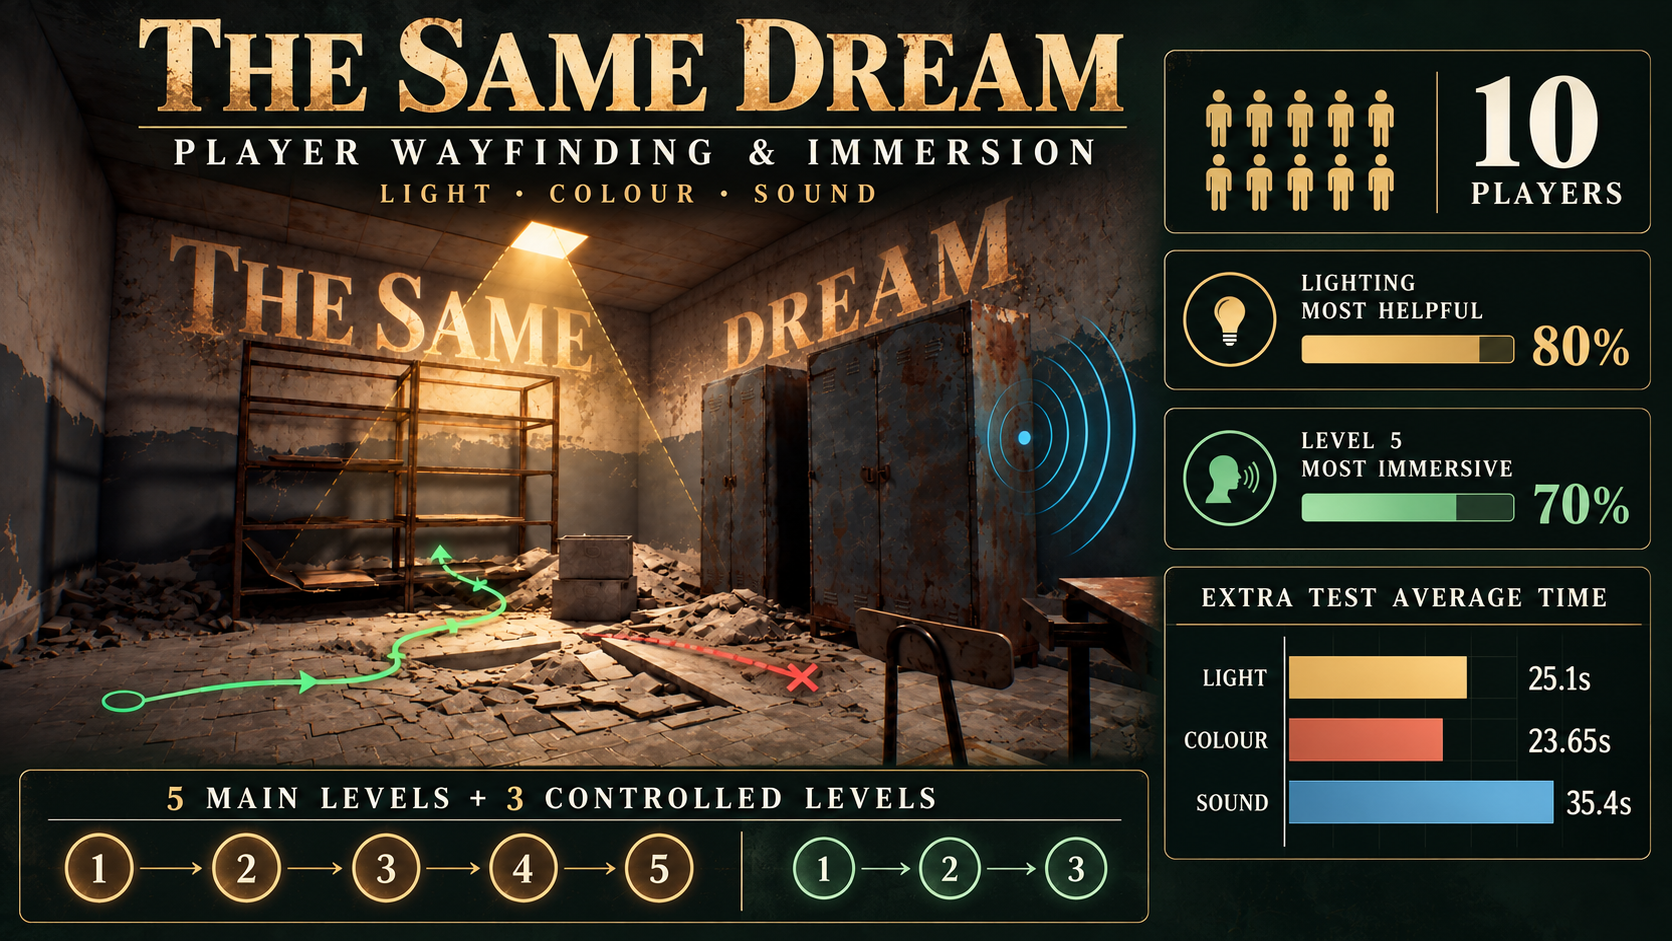 THE SAME DREAM
PLAYER WAYFINDING & IMMERSION
LIGHT • COLOUR • SOUND
THE SAME
DREAM
10
PLAYERS
LIGHTING
MOST HELPFUL
80%
LEVEL 5
MOST IMMERSIVE
70%
EXTRA TEST AVERAGE TIME
LIGHT 25.1s
COLOUR 23.65s
SOUND 35.4s
5 MAIN LEVELS + 3 CONTROLLED LEVELS
1 2 3 4 5 1 2 3